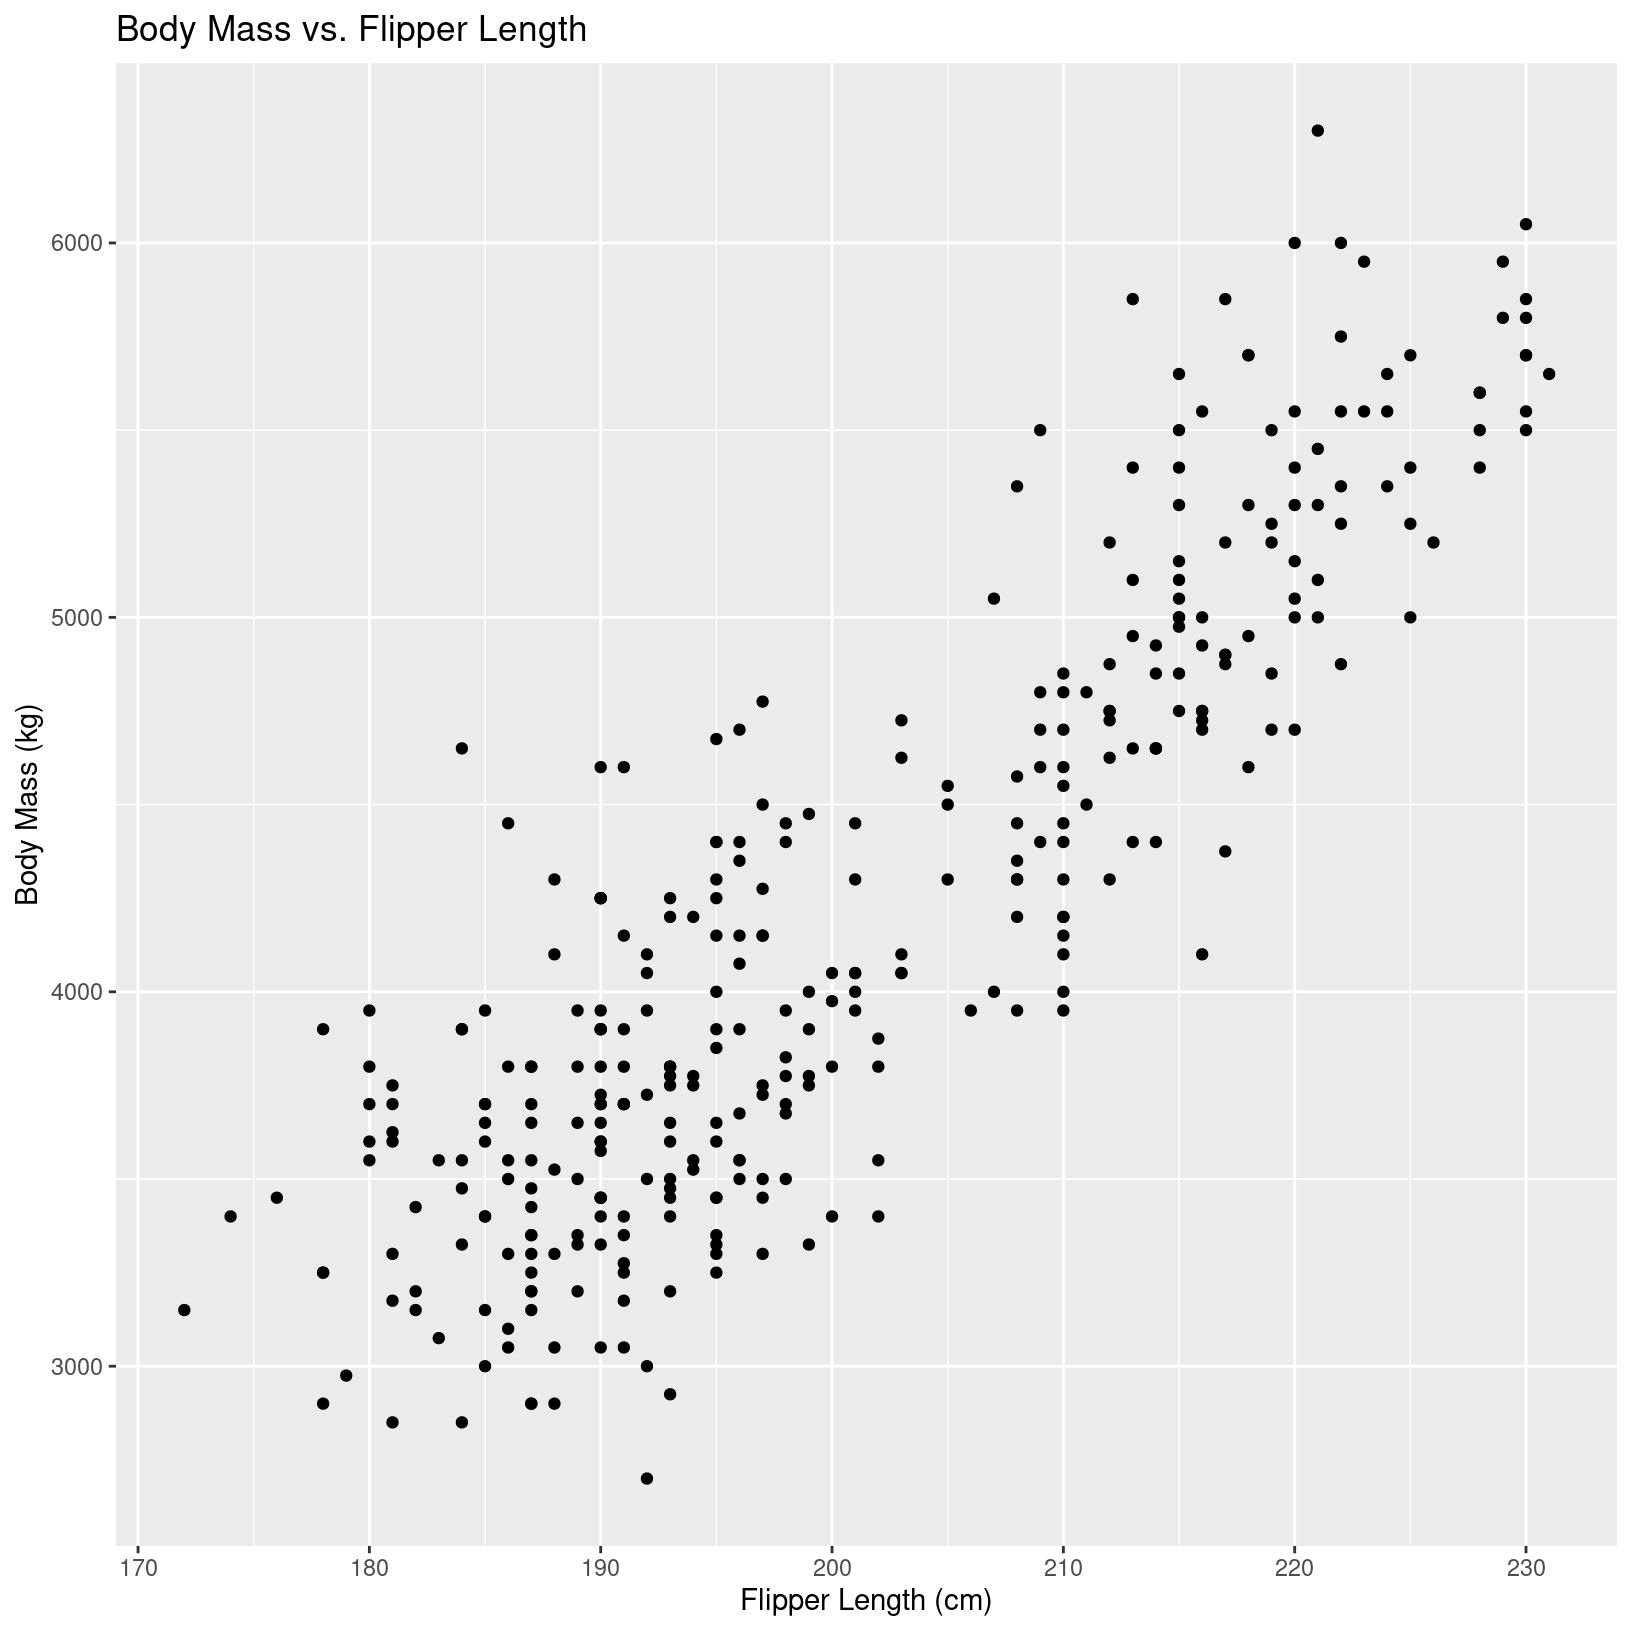 Body Mass vs. Flipper Length
6000
5000
4000
3000
Body Mass (kg)
170 180 190 200 210 220 230
Flipper Length (cm)